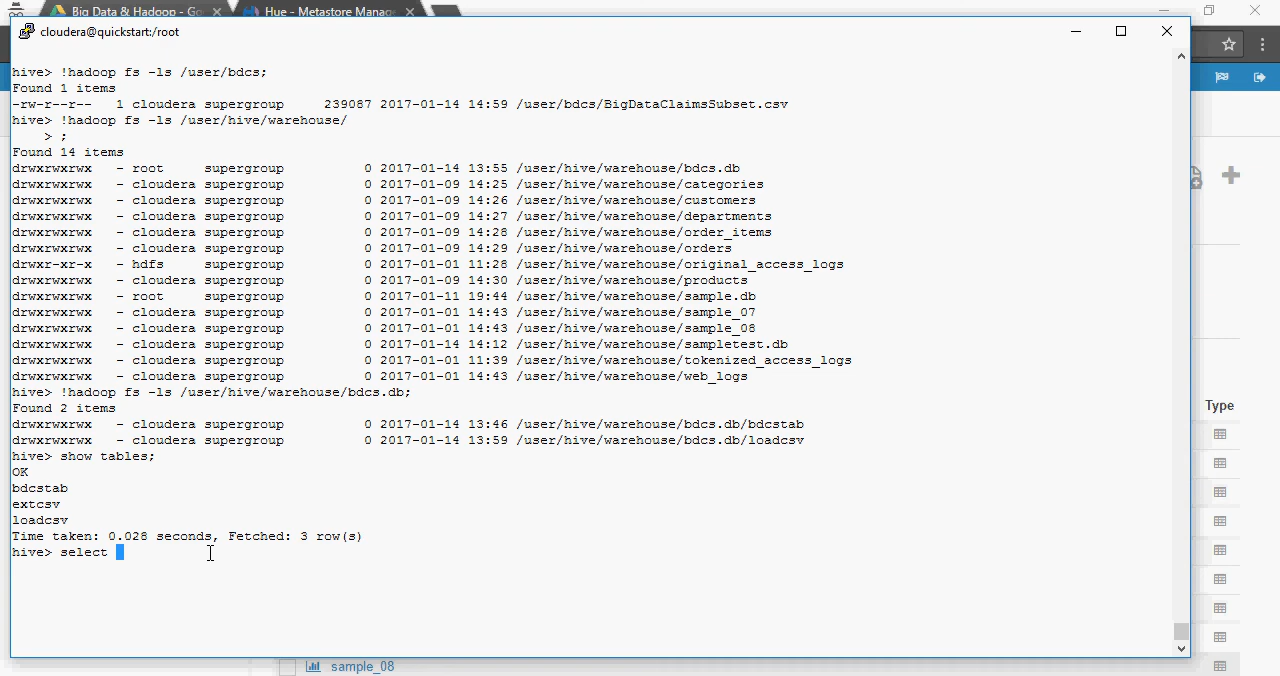 Big Data & Hadoop - Go
Hue - Metastore Manag
cloudera@quickstart:/root
hive> !hadoop fs -ls /user/bdcs;
Found 1 items
-rw-r--r--   1 cloudera supergroup     239087 2017-01-14 14:59 /user/bdcs/BigDataClaimsSubset.csv
hive> !hadoop fs -ls /user/hive/warehouse/
    > ;
Found 14 items
drwxrwxrwx   - root     supergroup          0 2017-01-14 13:55 /user/hive/warehouse/bdcs.db
drwxrwxrwx   - cloudera supergroup          0 2017-01-09 14:25 /user/hive/warehouse/categories
drwxrwxrwx   - cloudera supergroup          0 2017-01-09 14:26 /user/hive/warehouse/customers
drwxrwxrwx   - cloudera supergroup          0 2017-01-09 14:27 /user/hive/warehouse/departments
drwxrwxrwx   - cloudera supergroup          0 2017-01-09 14:28 /user/hive/warehouse/order_items
drwxrwxrwx   - cloudera supergroup          0 2017-01-09 14:29 /user/hive/warehouse/orders
drwxr-xr-x   - hdfs     supergroup          0 2017-01-01 11:28 /user/hive/warehouse/original_access_logs
drwxrwxrwx   - cloudera supergroup          0 2017-01-09 14:30 /user/hive/warehouse/products
drwxrwxrwx   - root     supergroup          0 2017-01-11 19:44 /user/hive/warehouse/sample.db
drwxrwxrwx   - cloudera supergroup          0 2017-01-01 14:43 /user/hive/warehouse/sample_07
drwxrwxrwx   - cloudera supergroup          0 2017-01-01 14:43 /user/hive/warehouse/sample_08
drwxrwxrwx   - cloudera supergroup          0 2017-01-14 14:12 /user/hive/warehouse/sampletest.db
drwxrwxrwx   - cloudera supergroup          0 2017-01-01 11:39 /user/hive/warehouse/tokenized_access_logs
drwxrwxrwx   - cloudera supergroup          0 2017-01-01 14:43 /user/hive/warehouse/web_logs
hive> !hadoop fs -ls /user/hive/warehouse/bdcs.db;
Found 2 items
drwxrwxrwx   - cloudera supergroup          0 2017-01-14 13:46 /user/hive/warehouse/bdcs.db/bdcstab
drwxrwxrwx   - cloudera supergroup          0 2017-01-14 13:59 /user/hive/warehouse/bdcs.db/loadcsv
hive> show tables;
OK
bdcstab
extcsv
loadcsv
Time taken: 0.028 seconds, Fetched: 3 row(s)
hive> select
Type
sample_08